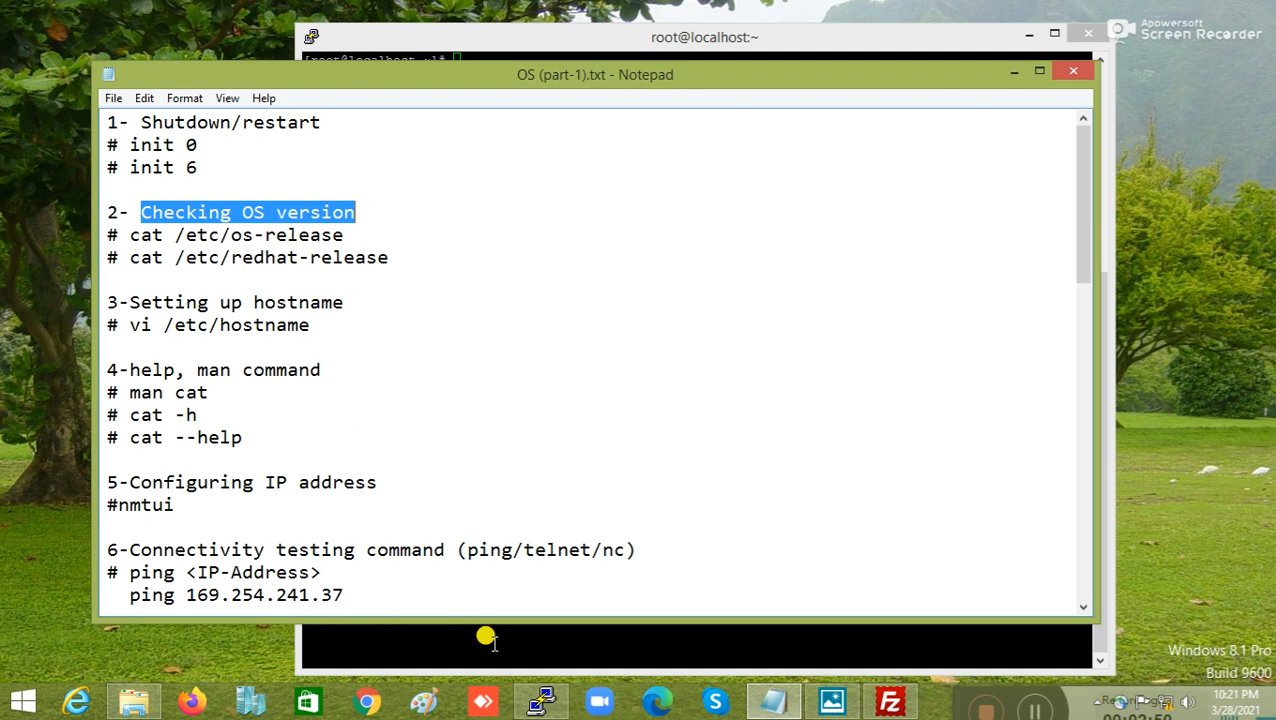 Apowersoft
Screen Recorder
root@localhost:~
OS (part-1).txt - Notepad
File Edit Format View Help
1- Shutdown/restart
# init 0
# init 6
2- Checking OS version
# cat /etc/os-release
# cat /etc/redhat-release
3-Setting up hostname
# vi /etc/hostname
4-help, man command
# man cat
# cat -h
# cat --help
5-Configuring IP address
#nmtui
6-Connectivity testing command (ping/telnet/nc)
# ping <IP-Address>
ping 169.254.241.37
Windows 8.1 Pro
Build 9600
10:21 PM
3/28/2021